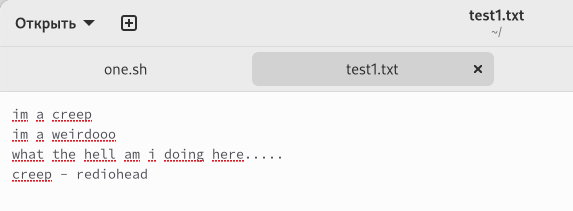 Открыть
test1.txt
~/
one.sh
test1.txt
im a creep
im a weirdooo
what the hell am i doing here.....
creep - rediohead